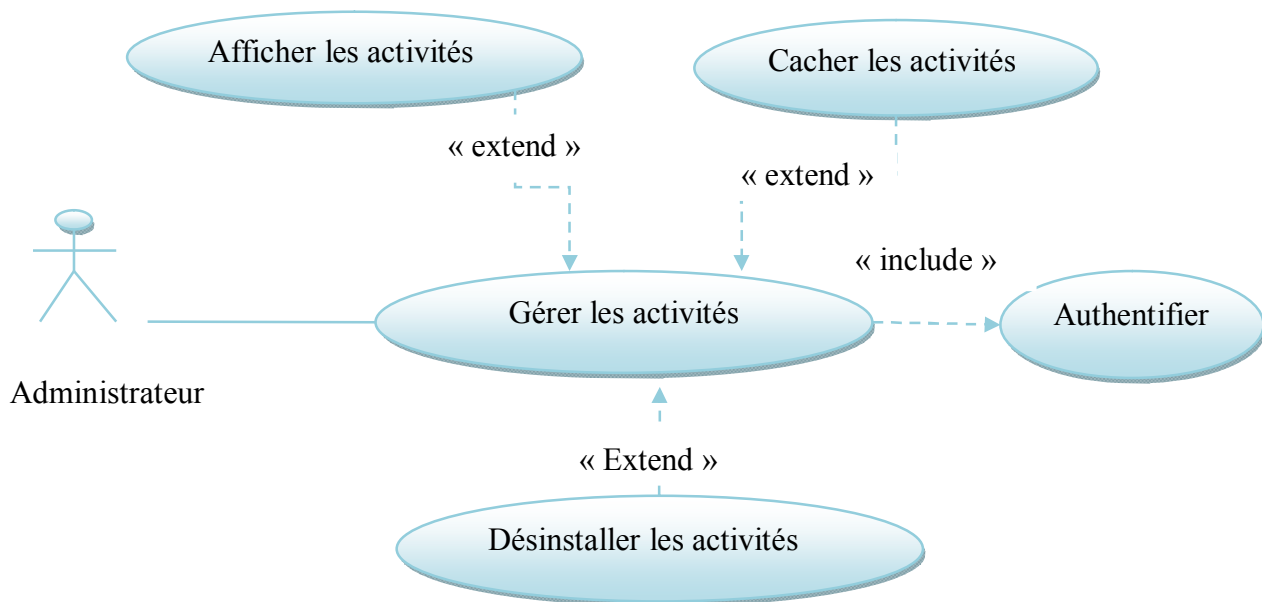 Afficher les activités
Cacher les activités
« extend »
« extend »
« include »
Gérer les activités
Authentifier
Administrateur
« Extend »
Désinstaller les activités